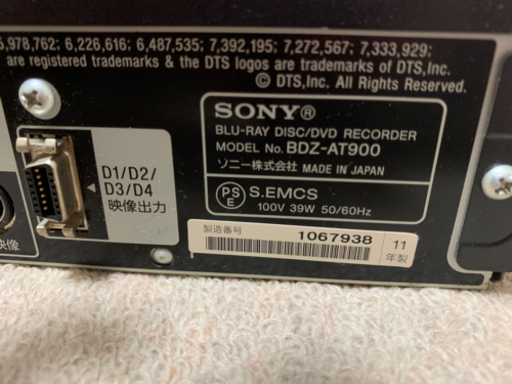 5,978,762; 6,226,616; 6,487,535; 7,392,195; 7,272,567; 7,333,929;
are registered trademarks & the DTS logos are trademarks of DTS,Inc.
© DTS,Inc. All Rights Reserved.
SONY®
BLU-RAY DISC/DVD RECORDER
MODEL No. BDZ-AT900
ソニー株式会社 MADE IN JAPAN
PS
E
S.EMCS
100V 39W 50/60Hz
D1/D2/
D3/D4
映像出力
映像
製造番号
1067938
11
年製